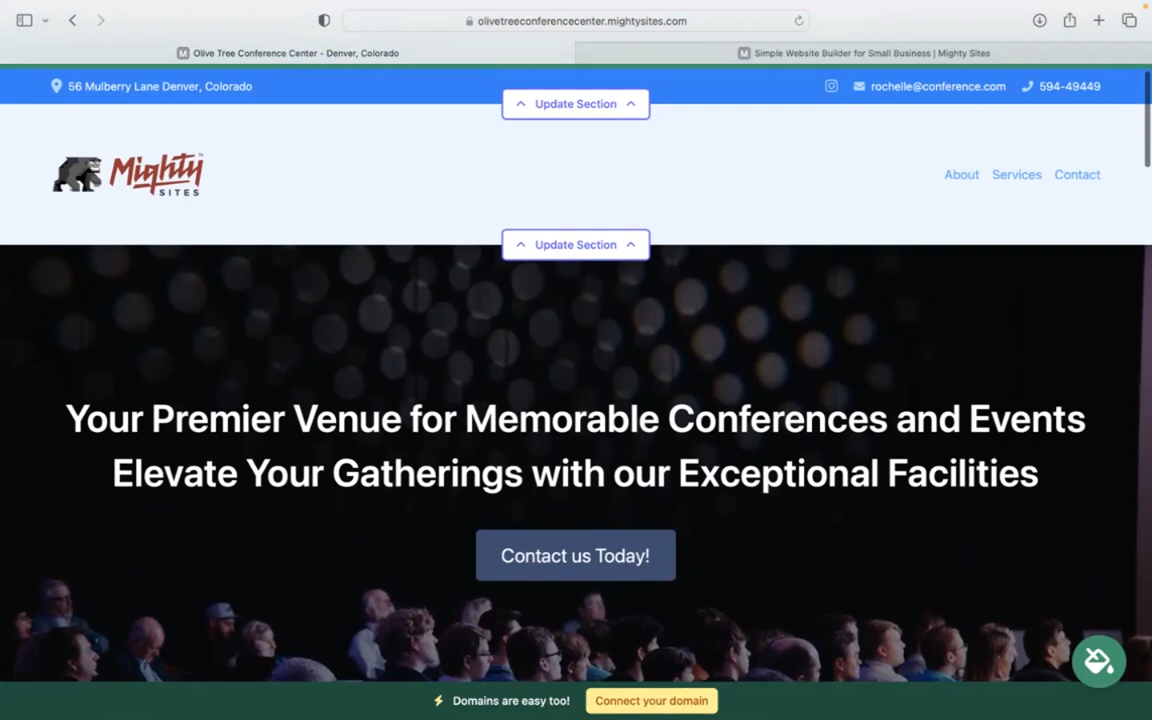 olivetreeconferencecenter.mightysites.com
M Olive Tree Conference Center - Denver, Colorado
M Simple Website Builder for Small Business | Mighty Sites
56 Mulberry Lane Denver, Colorado
rochelle@conference.com
594-49449
Update Section
Mighty
SITES
About Services Contact
Update Section
Your Premier Venue for Memorable Conferences and Events
Elevate Your Gatherings with our Exceptional Facilities
Contact us Today!
Domains are easy too!
Connect your domain